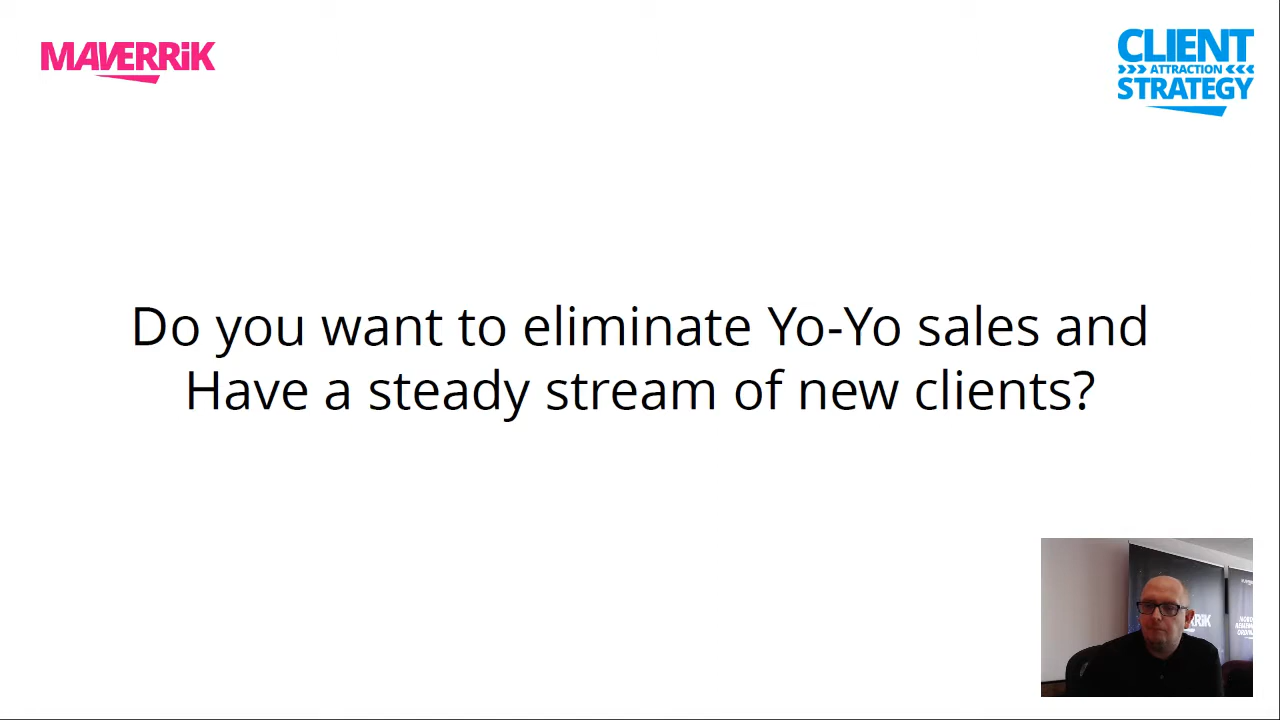 MAVERRiK
CLIENT
ATTRACTION
STRATEGY
Do you want to eliminate Yo-Yo sales and
Have a steady stream of new clients?